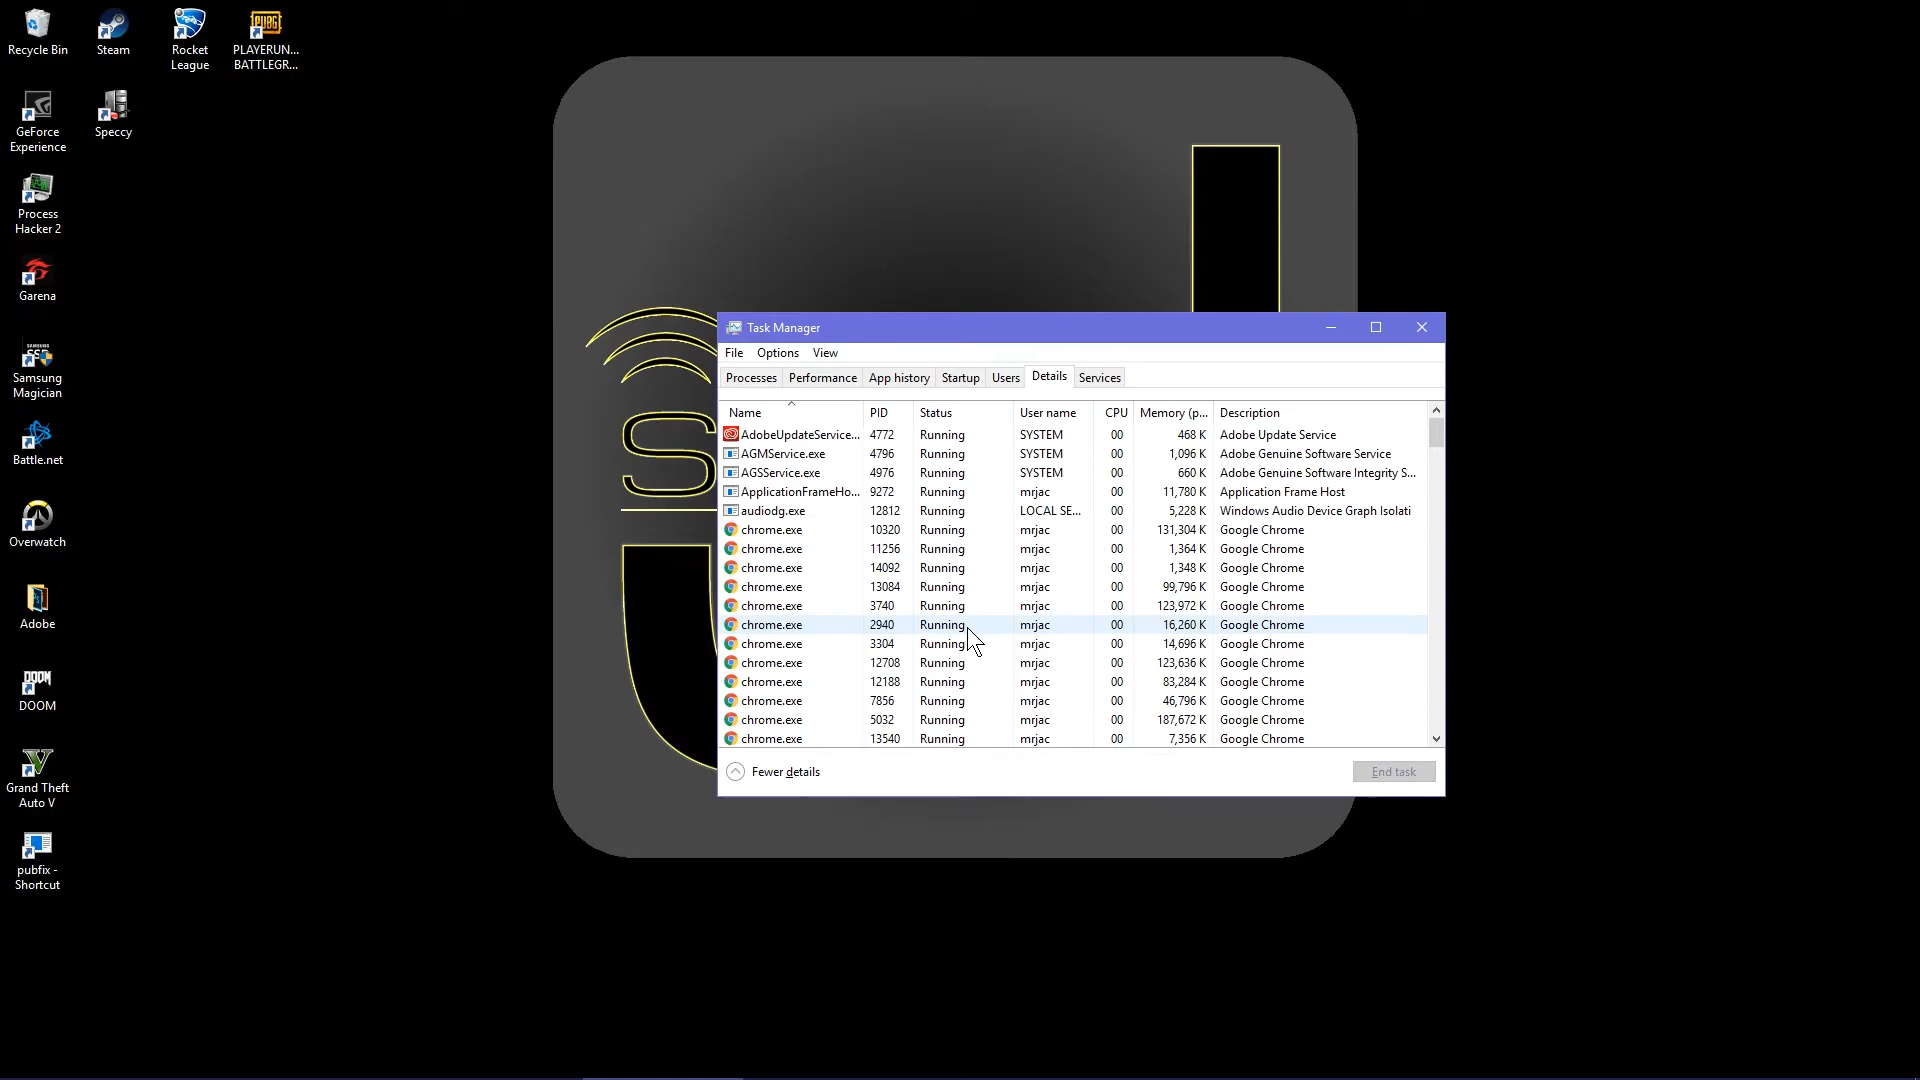 Recycle Bin
Steam
Rocket
League
PLAYERUN...
BATTLEGR...
GeForce
Experience
Speccy
Process
Hacker 2
Garena
Samsung
Magician
Battle.net
Overwatch
Adobe
DOOM
Grand Theft
Auto V
pubfix -
Shortcut
S
Task Manager
File Options View
Processes Performance App history Startup Users Details Services
Name PID Status User name CPU Memory (p... Description
AdobeUpdateService... 4772 Running SYSTEM 00 468 K Adobe Update Service
AGMService.exe 4796 Running SYSTEM 00 1,096 K Adobe Genuine Software Service
AGSService.exe 4976 Running SYSTEM 00 660 K Adobe Genuine Software Integrity S...
ApplicationFrameHo... 9272 Running mrjac 00 11,780 K Application Frame Host
audiodg.exe 12812 Running LOCAL SE... 00 5,228 K Windows Audio Device Graph Isolati
chrome.exe 10320 Running mrjac 00 131,304 K Google Chrome
chrome.exe 11256 Running mrjac 00 1,364 K Google Chrome
chrome.exe 14092 Running mrjac 00 1,348 K Google Chrome
chrome.exe 13084 Running mrjac 00 99,796 K Google Chrome
chrome.exe 3740 Running mrjac 00 123,972 K Google Chrome
chrome.exe 2940 Running mrjac 00 16,260 K Google Chrome
chrome.exe 3304 Running mrjac 00 14,696 K Google Chrome
chrome.exe 12708 Running mrjac 00 123,636 K Google Chrome
chrome.exe 12188 Running mrjac 00 83,284 K Google Chrome
chrome.exe 7856 Running mrjac 00 46,796 K Google Chrome
chrome.exe 5032 Running mrjac 00 187,672 K Google Chrome
chrome.exe 13540 Running mrjac 00 7,356 K Google Chrome
Fewer details
End task